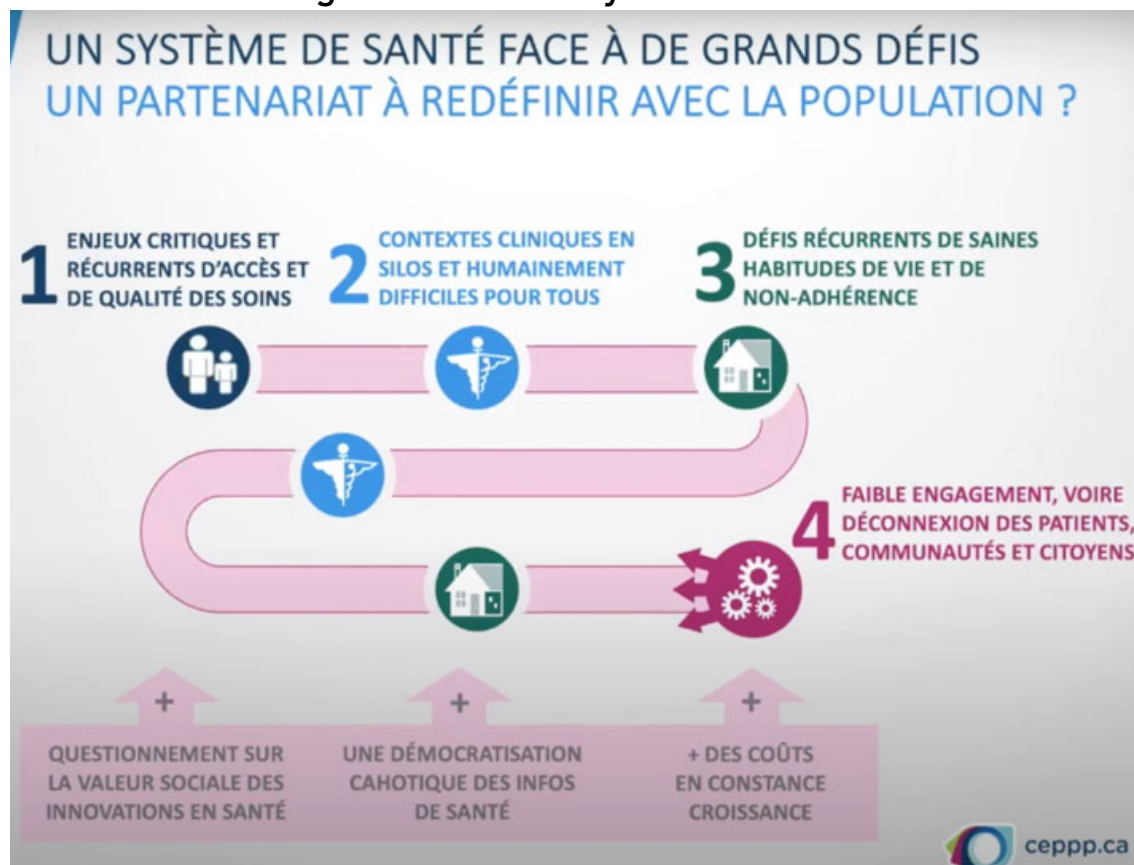 UN SYSTÈME DE SANTÉ FACE À DE GRANDS DÉFIS
UN PARTENARIAT À REDÉFINIR AVEC LA POPULATION ?
1 ENJEUX CRITIQUES ET
RÉCURRENTS D'ACCÈS ET
DE QUALITÉ DES SOINS
2 CONTEXTES CLINIQUES EN
SILOS ET HUMAINEMENT
DIFFICILES POUR TOUS
3 DÉFIS RÉCURRENTS DE SAINES
HABITUDES DE VIE ET DE
NON-ADHÉRENCE
4 FAIBLE ENGAGEMENT, VOIRE
DÉCONNEXION DES PATIENTS,
COMMUNAUTÉS ET CITOYENS
+
QUESTIONNEMENT SUR
LA VALEUR SOCIALE DES
INNOVATIONS EN SANTÉ
+
UNE DÉMOCRATISATION
CAHOTIQUE DES INFOS
DE SANTÉ
+
+ DES COÛTS
EN CONSTANCE
CROISSANCE
ceppp.ca